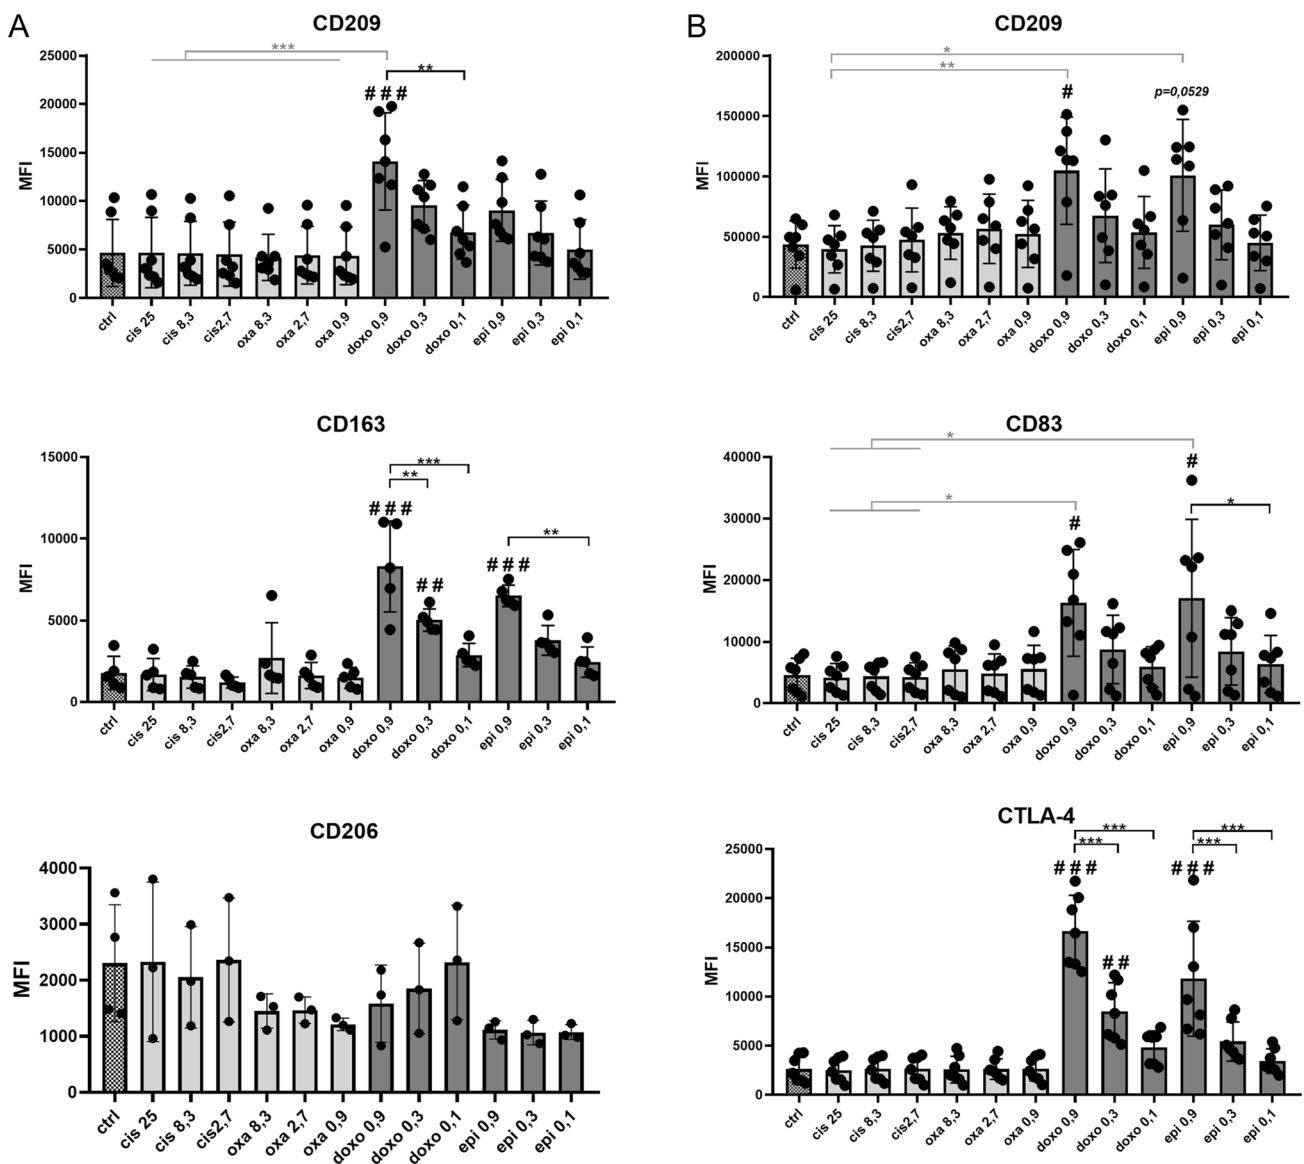 A
CD209
***
**
# # #
25000
20000
15000
10000
5000
0
MFI
ctrl
cis 25
cis 8,3
cis2,7
oxa 8,3
oxa 2,7
oxa 0,9
doxo 0,9
doxo 0,3
doxo 0,1
epi 0,9
epi 0,3
epi 0,1
B
CD209
*
**
#
p=0,0529
200000
150000
100000
50000
0
MFI
ctrl
cis 25
cis 8,3
cis2,7
oxa 8,3
oxa 2,7
oxa 0,9
doxo 0,9
doxo 0,3
doxo 0,1
epi 0,9
epi 0,3
epi 0,1
CD163
***
**
# # #
# #
# # #
**
15000
10000
5000
0
MFI
ctrl
cis 25
cis 8,3
cis2,7
oxa 8,3
oxa 2,7
oxa 0,9
doxo 0,9
doxo 0,3
doxo 0,1
epi 0,9
epi 0,3
epi 0,1
CD83
*
*
#
#
*
40000
30000
20000
10000
0
MFI
ctrl
cis 25
cis 8,3
cis2,7
oxa 8,3
oxa 2,7
oxa 0,9
doxo 0,9
doxo 0,3
doxo 0,1
epi 0,9
epi 0,3
epi 0,1
CD206
4000
3000
2000
1000
0
MFI
ctrl
cis 25
cis 8,3
cis2,7
oxa 8,3
oxa 2,7
oxa 0,9
doxo 0,9
doxo 0,3
doxo 0,1
epi 0,9
epi 0,3
epi 0,1
CTLA-4
***
***
***
***
# # #
# #
# # #
25000
20000
15000
10000
5000
0
MFI
ctrl
cis 25
cis 8,3
cis2,7
oxa 8,3
oxa 2,7
oxa 0,9
doxo 0,9
doxo 0,3
doxo 0,1
epi 0,9
epi 0,3
epi 0,1